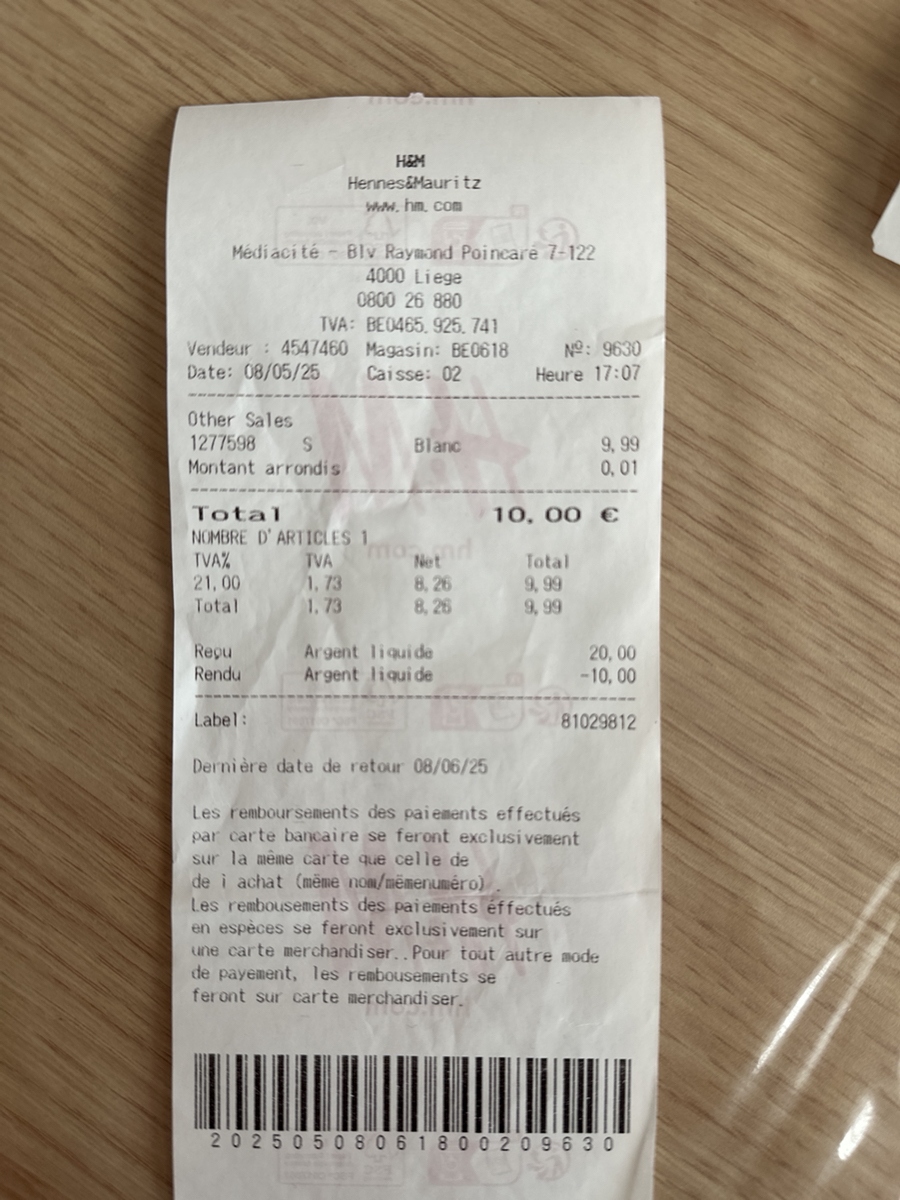 H&M
Hennes&Mauritz
www.hm.com
Médiacité - Blv Raymond Poincaré 7-122
4000 Liege
0800 26 880
TVA: BE0465.925.741
Vendeur : 4547460 Magasin: BE0618 Nº: 9630
Date: 08/05/25 Caisse: 02 Heure 17:07
Other Sales
1277598 S Blanc 9,99
Montant arrondis 0,01
Total 10,00 €
NOMBRE D'ARTICLES 1
TVA% TVA Net Total
21,00 1,73 8,26 9,99
Total 1,73 8,26 9,99
Reçu Argent liquide 20,00
Rendu Argent liquide -10,00
Label: 81029812
Dernière date de retour 08/06/25
Les remboursements des paiements effectués
par carte bancaire se feront exclusivement
sur la même carte que celle de
de i achat (même nom/mêmenuméro) .
Les rembousements des paiements éffectués
en espèces se feront exclusivement sur
une carte merchandiser..Pour tout autre mode
de payement, les rembousements se
feront sur carte merchandiser.
20250508061800209630